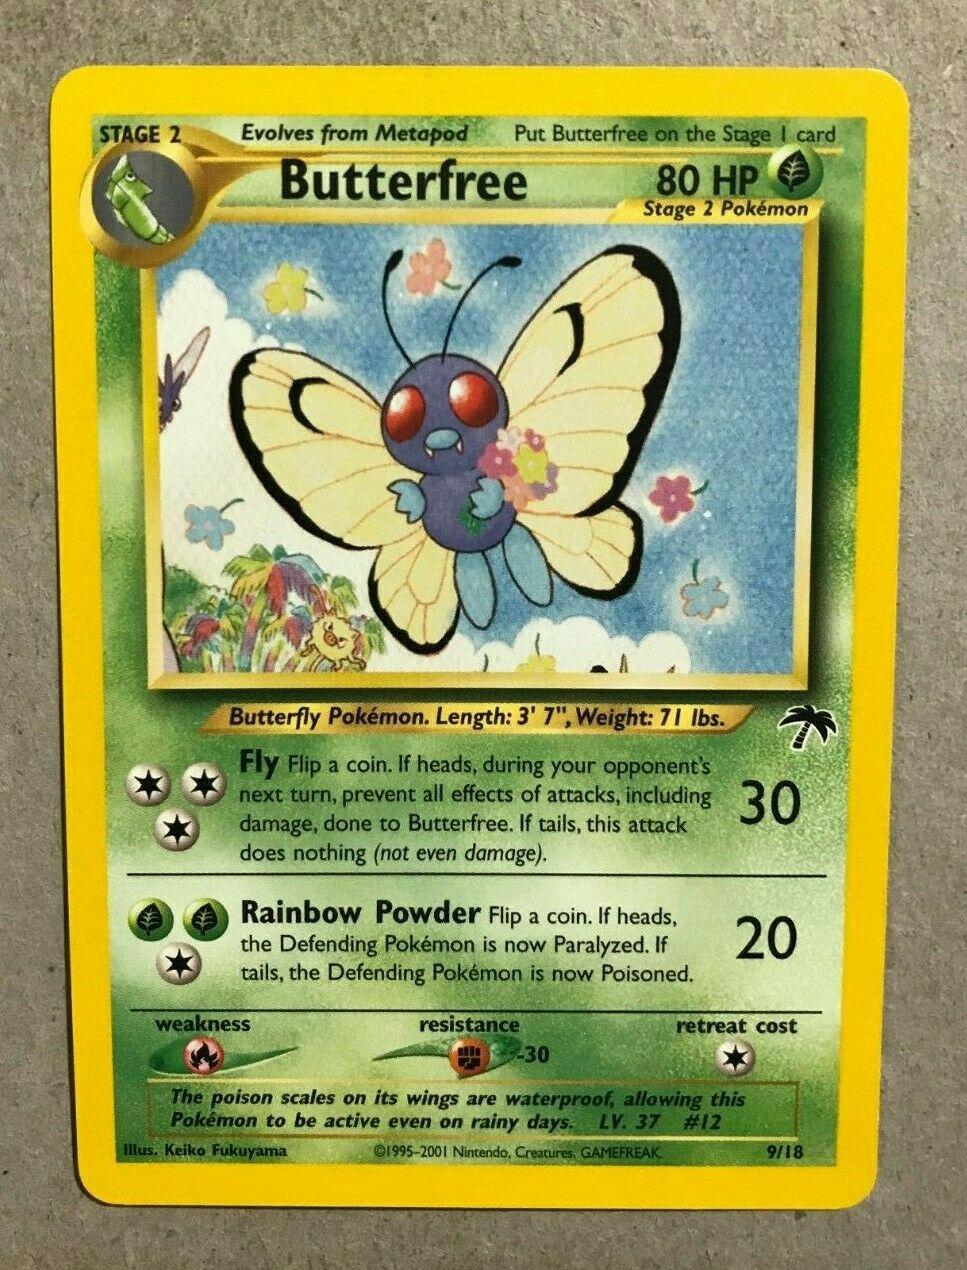 STAGE 2 Evolves from Metapod Put Butterfree on the Stage 1 card
Butterfree 80 HP
Stage 2 Pokémon
Butterfly Pokémon. Length: 3' 7", Weight: 71 lbs.
Fly Flip a coin. If heads, during your opponent's
next turn, prevent all effects of attacks, including
damage, done to Butterfree. If tails, this attack
does nothing (not even damage).
30
Rainbow Powder Flip a coin. If heads,
the Defending Pokémon is now Paralyzed. If
tails, the Defending Pokémon is now Poisoned.
20
weakness resistance retreat cost
-30
The poison scales on its wings are waterproof, allowing this
Pokémon to be active even on rainy days. LV. 37 #12
Illus. Keiko Fukuyama ©1995-2001 Nintendo, Creatures, GAMEFREAK. 9/18